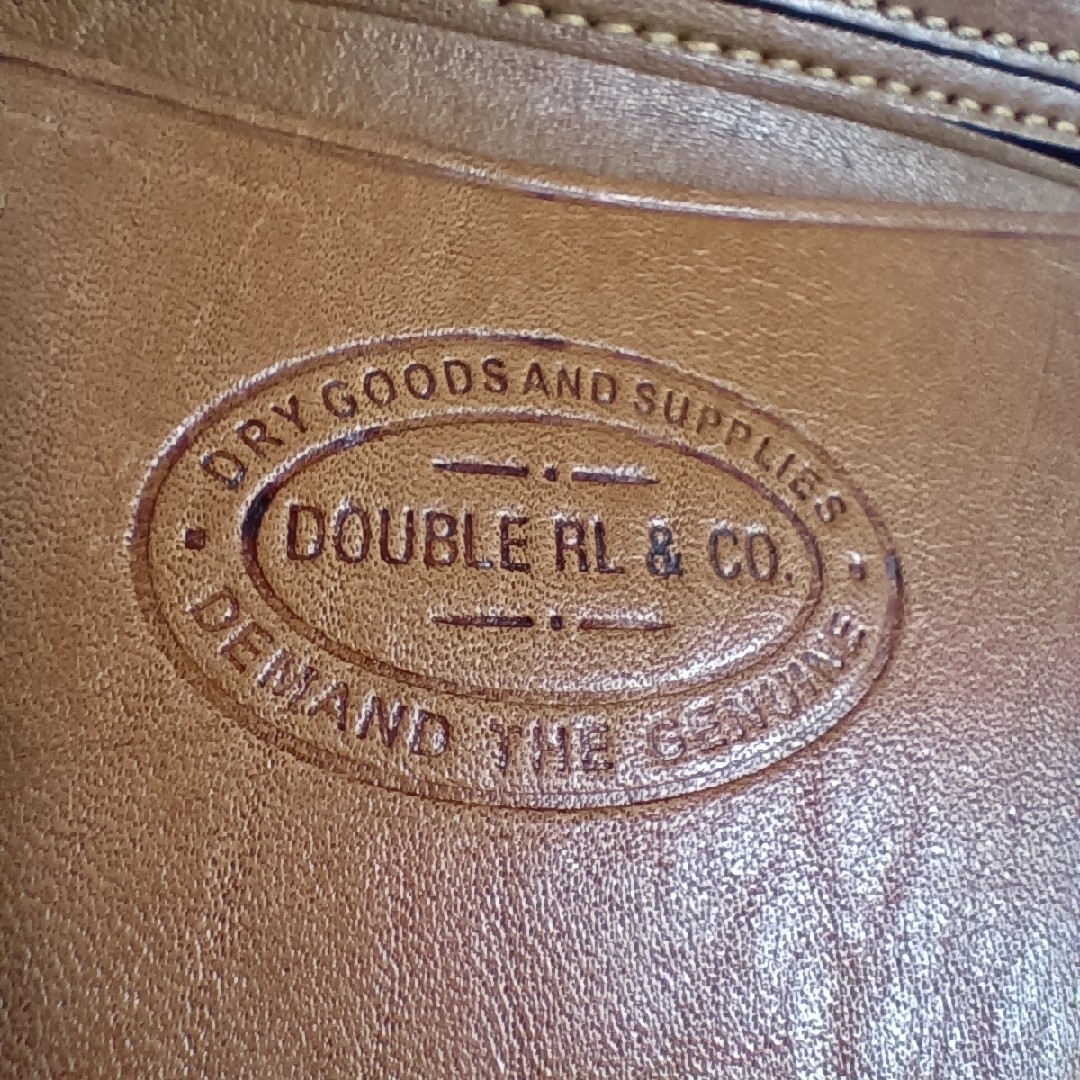 DRY GOODS AND SUPPLIES
DOUBLE RL & CO.
DEMAND THE GENUINE